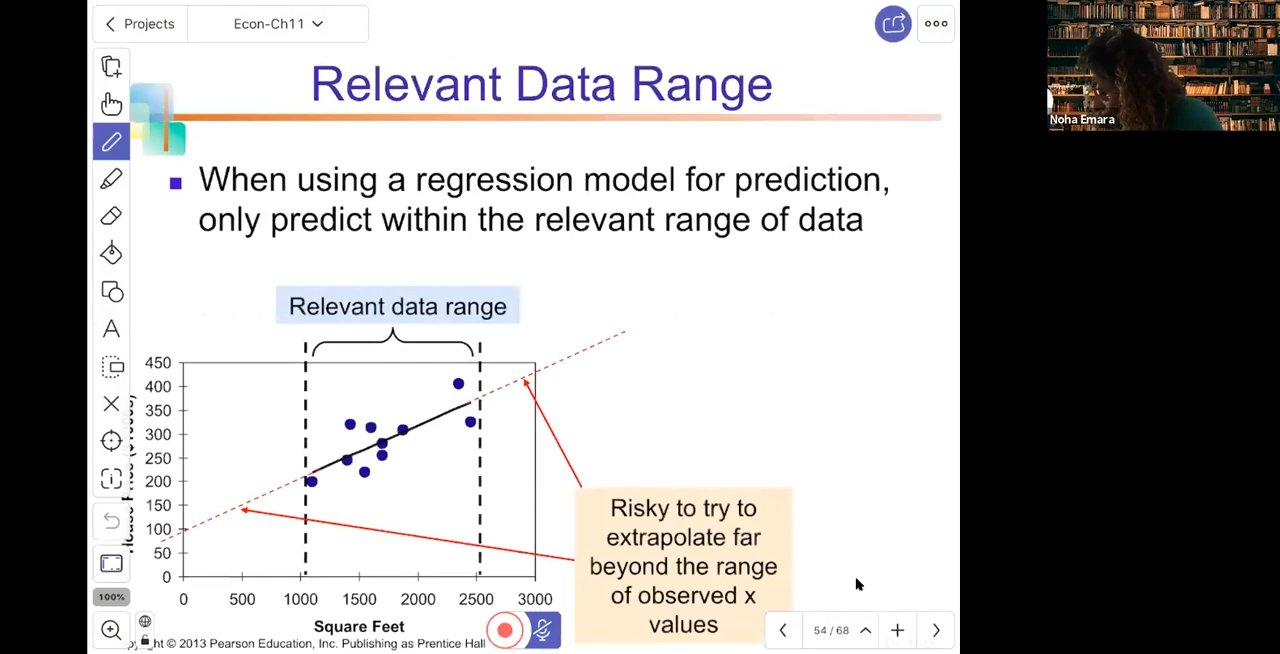 Projects
Econ-Ch11
Noha Emara
Relevant Data Range
When using a regression model for prediction,
only predict within the relevant range of data
Relevant data range
450
400
350
300
250
200
150
100
50
0
0 500 1000 1500 2000 2500 3000
Square Feet
Risky to try to
extrapolate far
beyond the range
of observed x
values
A
100%
54 / 68
© 2013 Pearson Education, Inc. Publishing as Prentice Hall